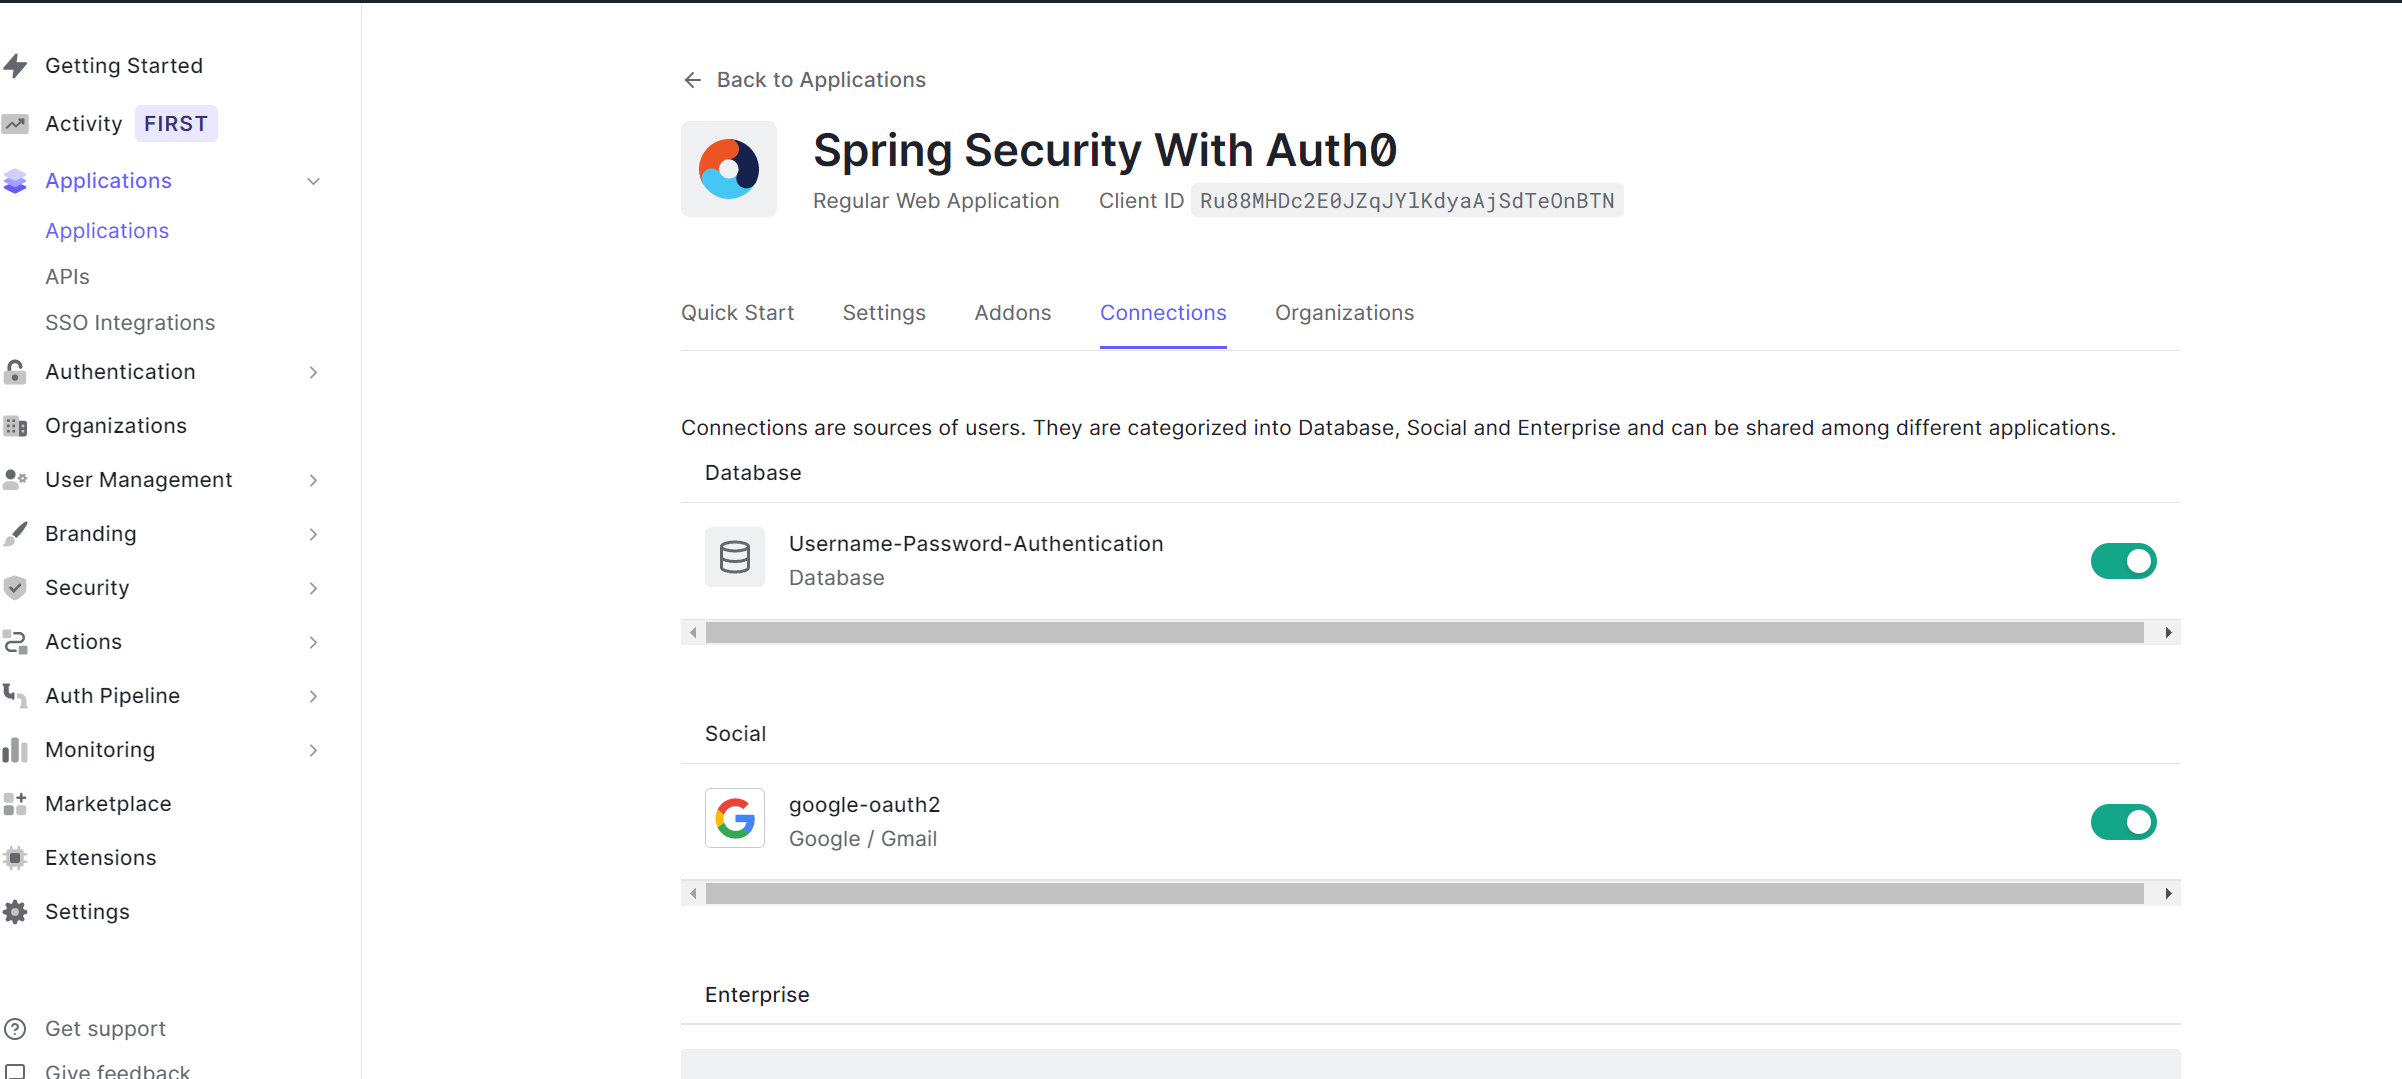 Getting Started
Activity FIRST
Applications
Applications
APIs
SSO Integrations
Authentication
Organizations
User Management
Branding
Security
Actions
Auth Pipeline
Monitoring
Marketplace
Extensions
Settings
Get support
Give feedback
Back to Applications
Spring Security With Auth0
Regular Web Application Client ID Ru88MHDc2E0JZqJYlKdyaAjSdTeOnBTN
Quick Start Settings Addons Connections Organizations
Connections are sources of users. They are categorized into Database, Social and Enterprise and can be shared among different applications.
Database
Username-Password-Authentication
Database
Social
google-oauth2
Google / Gmail
Enterprise